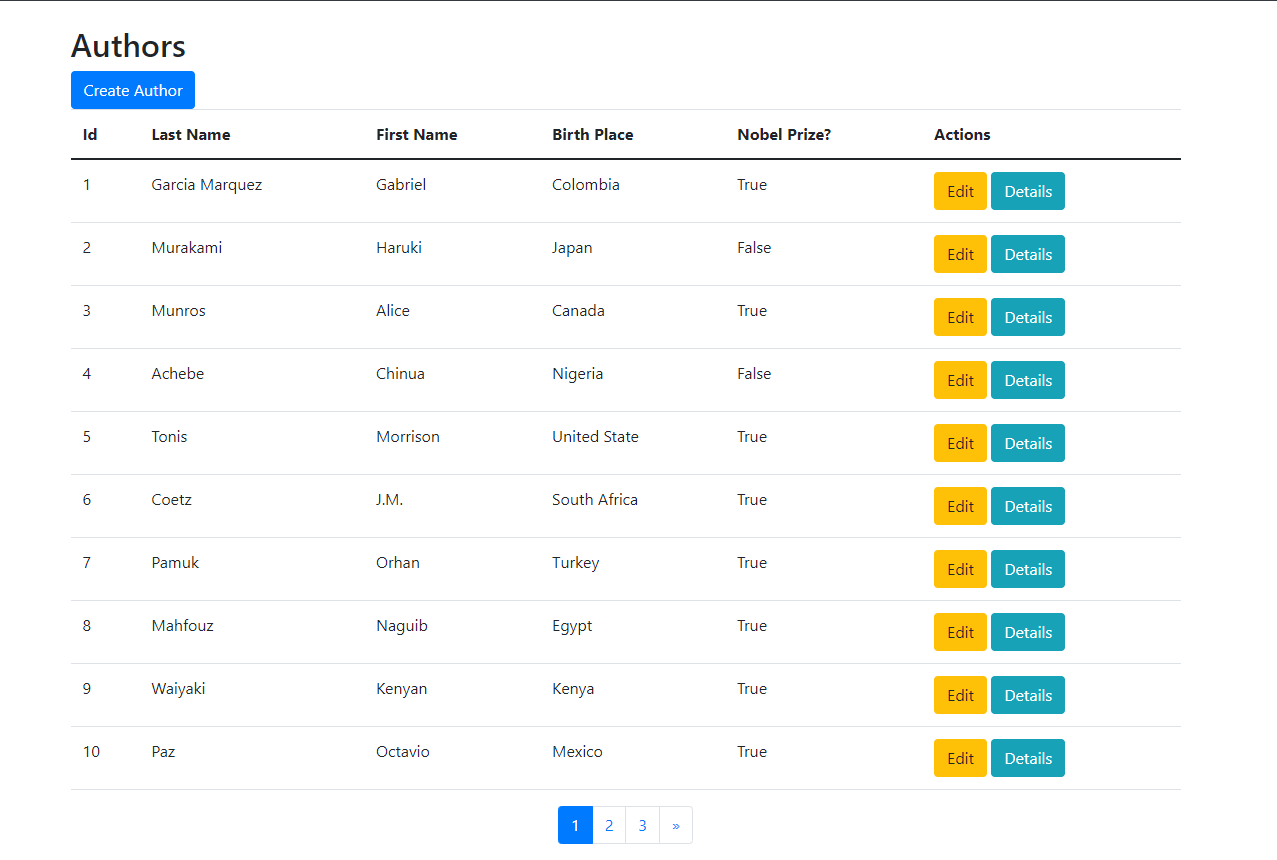 Authors
Create Author
Id Last Name First Name Birth Place Nobel Prize? Actions
1 Garcia Marquez Gabriel Colombia True Edit Details
2 Murakami Haruki Japan False Edit Details
3 Munros Alice Canada True Edit Details
4 Achebe Chinua Nigeria False Edit Details
5 Tonis Morrison United State True Edit Details
6 Coetz J.M. South Africa True Edit Details
7 Pamuk Orhan Turkey True Edit Details
8 Mahfouz Naguib Egypt True Edit Details
9 Waiyaki Kenyan Kenya True Edit Details
10 Paz Octavio Mexico True Edit Details
1 2 3 »